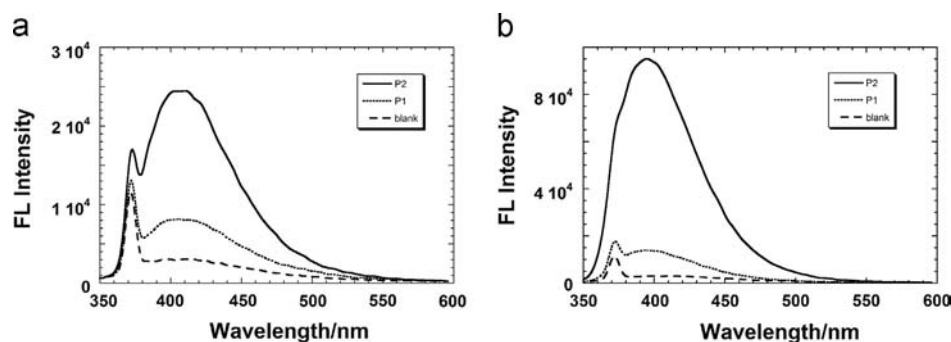 a
3 10⁴
2 10⁴
1 10⁴
0
FL Intensity
P2
P1
blank
350 400 450 500 550 600
Wavelength/nm
b
8 10⁴
4 10⁴
0
FL Intensity
P2
P1
blank
350 400 450 500 550 600
Wavelength/nm